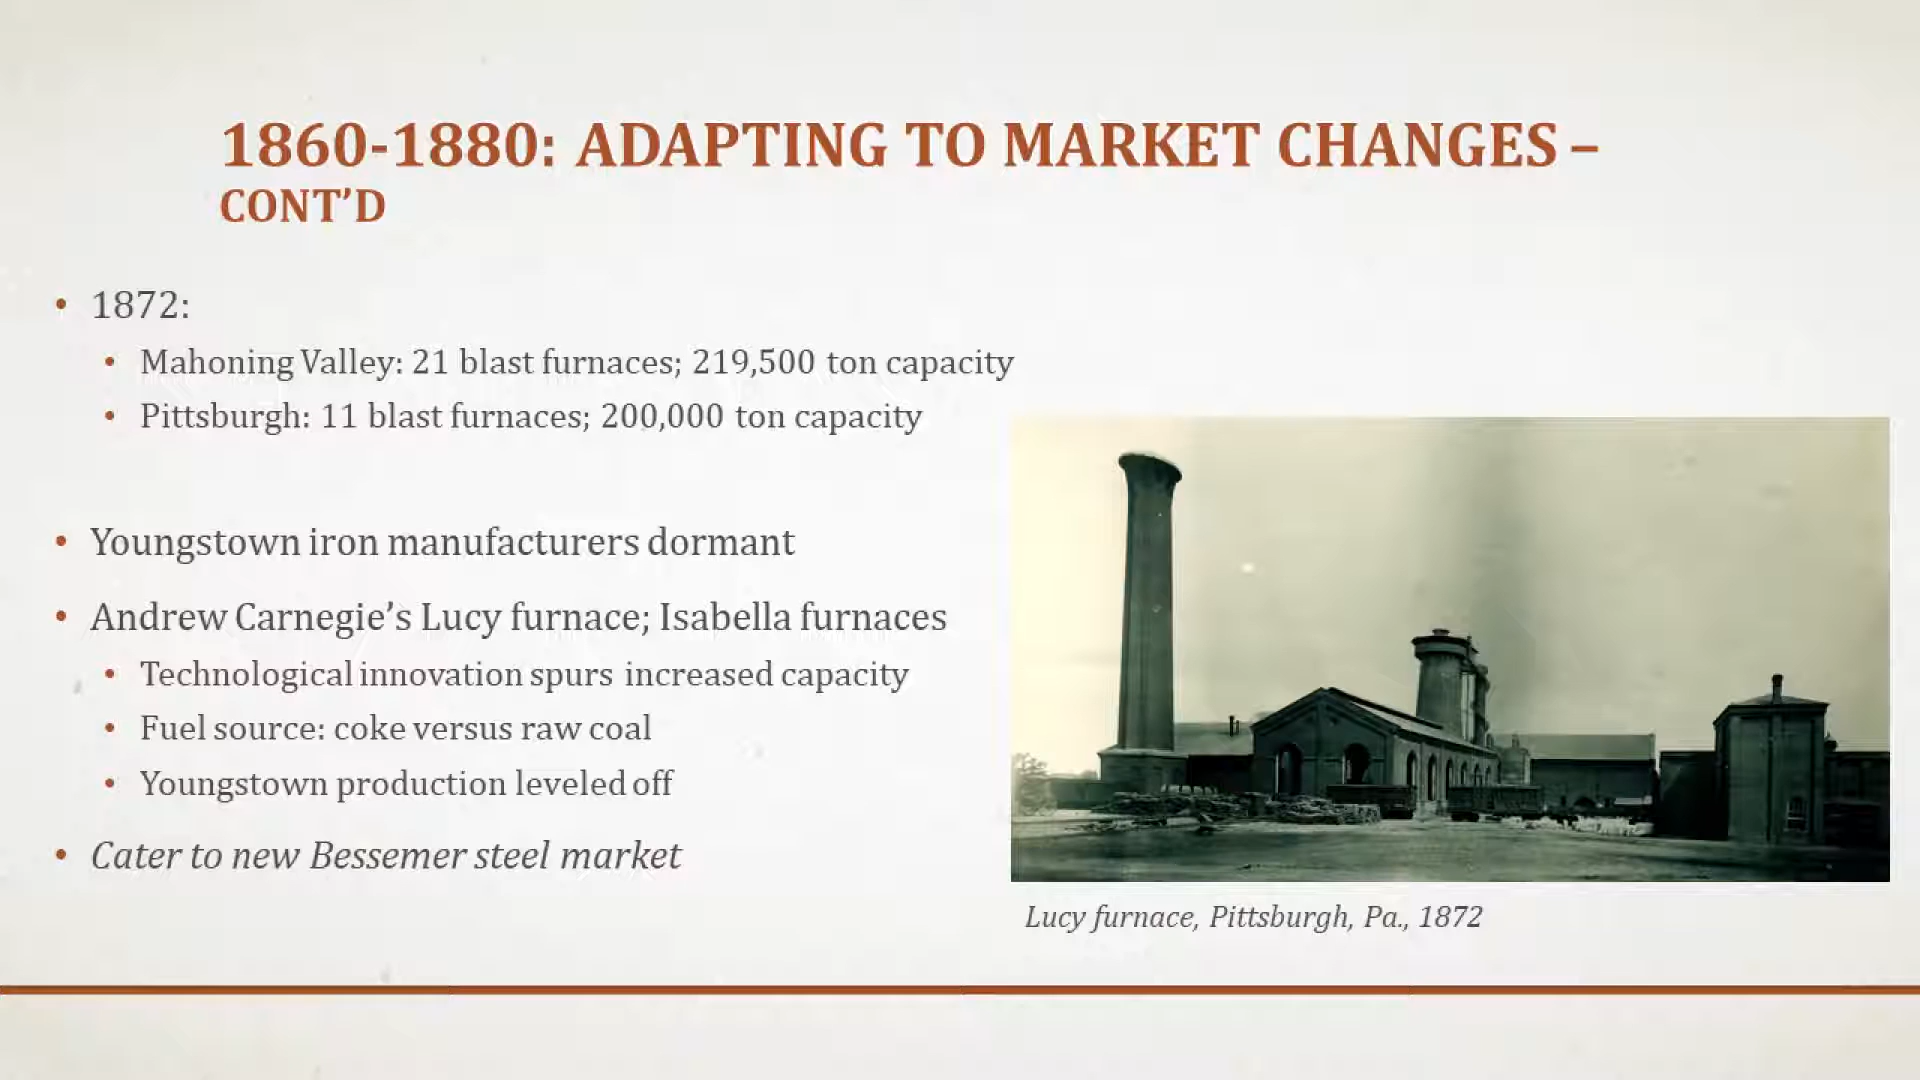 1860-1880: ADAPTING TO MARKET CHANGES –
CONT’D
• 1872:
• Mahoning Valley: 21 blast furnaces; 219,500 ton capacity
• Pittsburgh: 11 blast furnaces; 200,000 ton capacity
• Youngstown iron manufacturers dormant
• Andrew Carnegie’s Lucy furnace; Isabella furnaces
• Technological innovation spurs increased capacity
• Fuel source: coke versus raw coal
• Youngstown production leveled off
• Cater to new Bessemer steel market
Lucy furnace, Pittsburgh, Pa., 1872